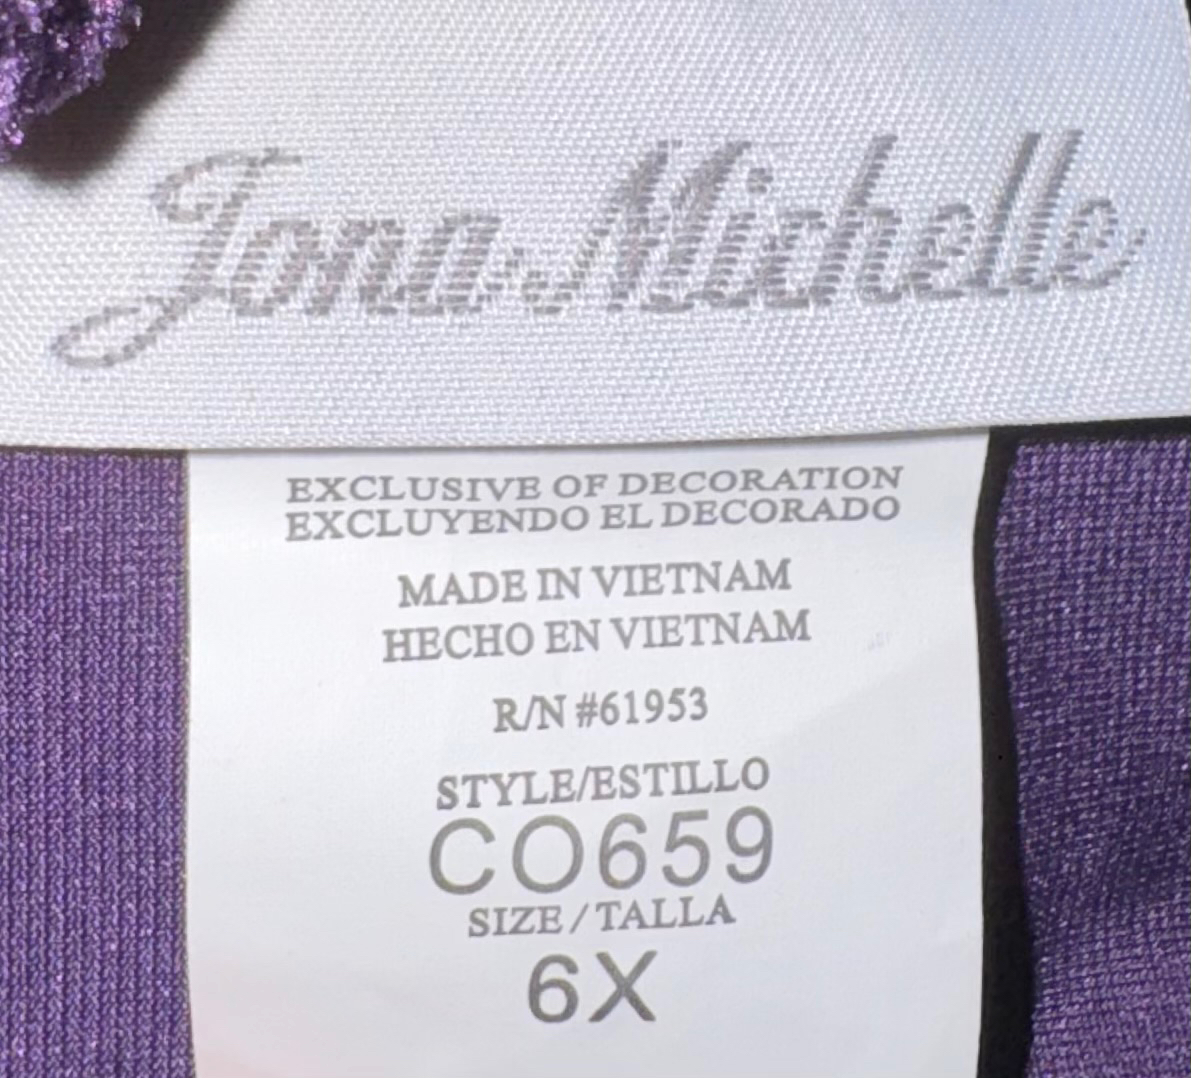 Jona Michelle
EXCLUSIVE OF DECORATION
EXCLUYENDO EL DECORADO
MADE IN VIETNAM
HECHO EN VIETNAM
R/N #61953
STYLE/ESTILLO
CO659
SIZE / TALLA
6X